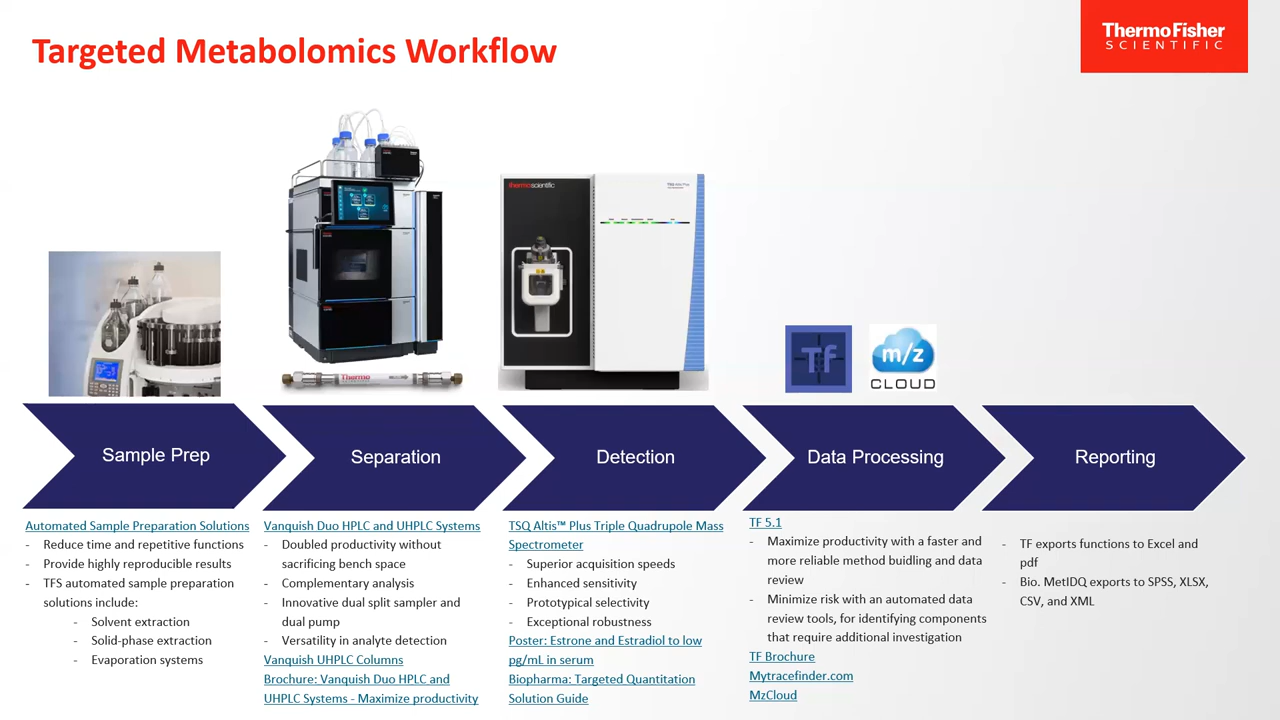 Targeted Metabolomics Workflow
ThermoFisher
SCIENTIFIC
thermoscientific
Thermo
Tf
m/z
CLOUD
Sample Prep
Separation
Detection
Data Processing
Reporting
Automated Sample Preparation Solutions
- Reduce time and repetitive functions
- Provide highly reproducible results
- TFS automated sample preparation
solutions include:
- Solvent extraction
- Solid-phase extraction
- Evaporation systems
Vanquish Duo HPLC and UHPLC Systems
- Doubled productivity without
sacrificing bench space
- Complementary analysis
- Innovative dual split sampler and
dual pump
- Versatility in analyte detection
Vanquish UHPLC Columns
Brochure: Vanquish Duo HPLC and
UHPLC Systems - Maximize productivity
TSQ Altis™ Plus Triple Quadrupole Mass
Spectrometer
- Superior acquisition speeds
- Enhanced sensitivity
- Prototypical selectivity
- Exceptional robustness
Poster: Estrone and Estradiol to low
pg/mL in serum
Biopharma: Targeted Quantitation
Solution Guide
TF 5.1
- Maximize productivity with a faster and
more reliable method buidling and data
review
- Minimize risk with an automated data
review tools, for identifying components
that require additional investigation
TF Brochure
Mytracefinder.com
MzCloud
- TF exports functions to Excel and
pdf
- Bio. MetIDQ exports to SPSS, XLSX,
CSV, and XML